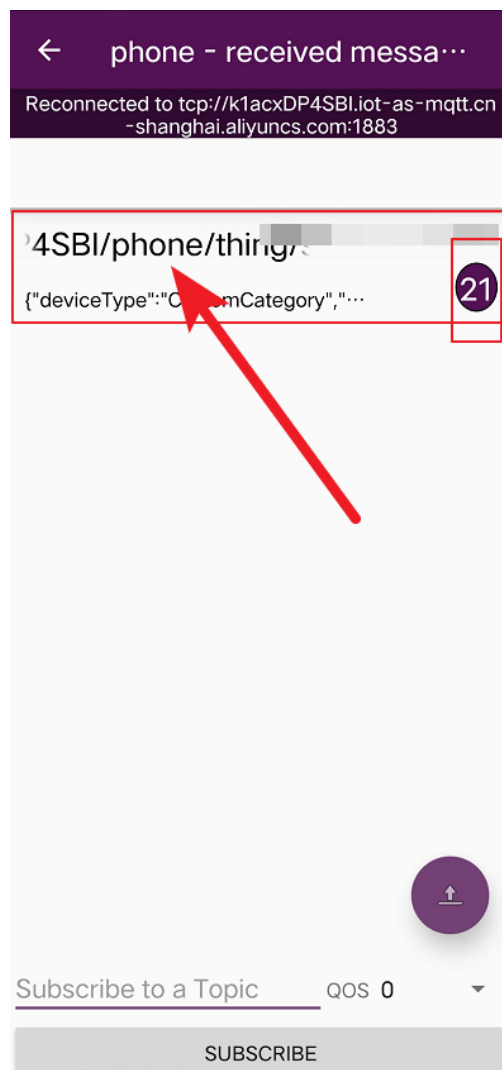 phone - received messa···
Reconnected to tcp://k1acxDP4SBI.iot-as-mqtt.cn
-shanghai.aliyuncs.com:1883
4SBI/phone/thing/
{"deviceType":"C mCategory","···
21
Subscribe to a Topic
QOS 0
SUBSCRIBE